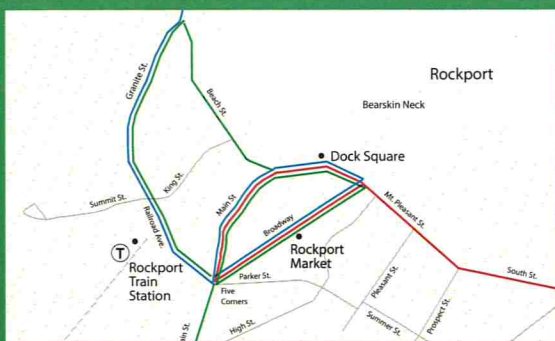 Rockport
Bearskin Neck
Granite St.
Beach St.
Dock Square
King St.
Main St
Summit St.
Mt. Pleasant St.
Railroad Ave.
Broadway
T
Rockport
Market
Rockport
Train
Station
South St.
Pleasant St.
Parker St.
Five
Corners
Prospect St.
Summer St.
High St.
ain St.